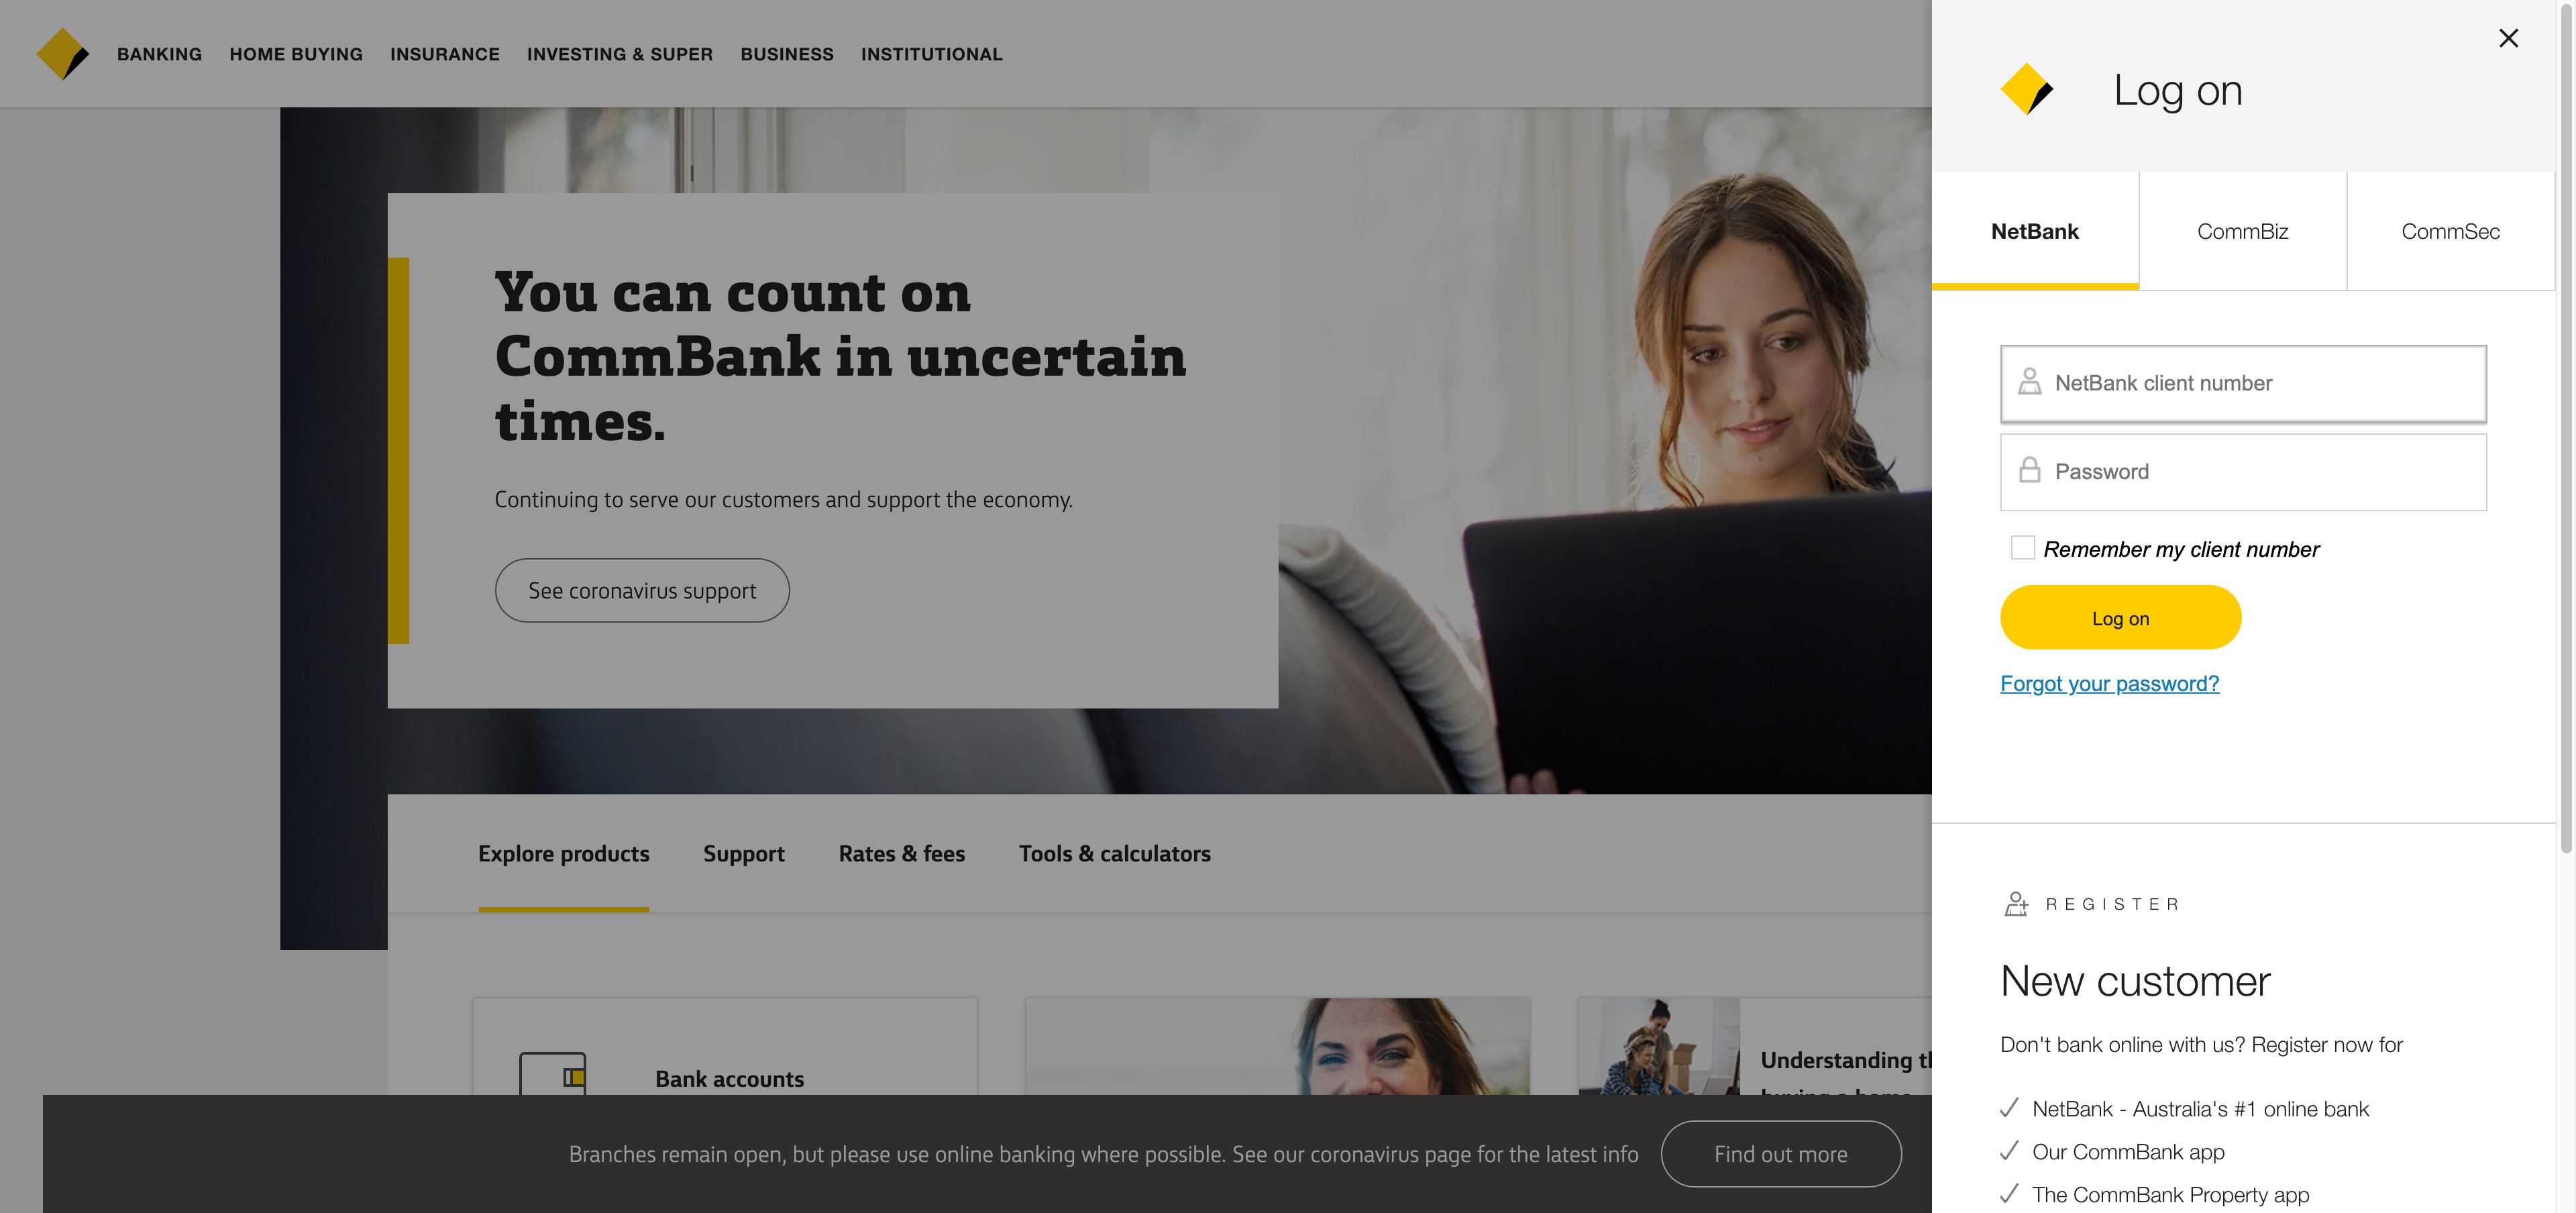 BANKING HOME BUYING INSURANCE INVESTING & SUPER BUSINESS INSTITUTIONAL
You can count on
CommBank in uncertain
times.
Continuing to serve our customers and support the economy.
See coronavirus support
Explore products Support Rates & fees Tools & calculators
Bank accounts
Understanding
Branches remain open, but please use online banking where possible. See our coronavirus page for the latest info
Find out more
Log on
NetBank CommBiz CommSec
NetBank client number
Password
Remember my client number
Log on
Forgot your password?
REGISTER
New customer
Don't bank online with us? Register now for
NetBank - Australia's #1 online bank
Our CommBank app
The CommBank Property app